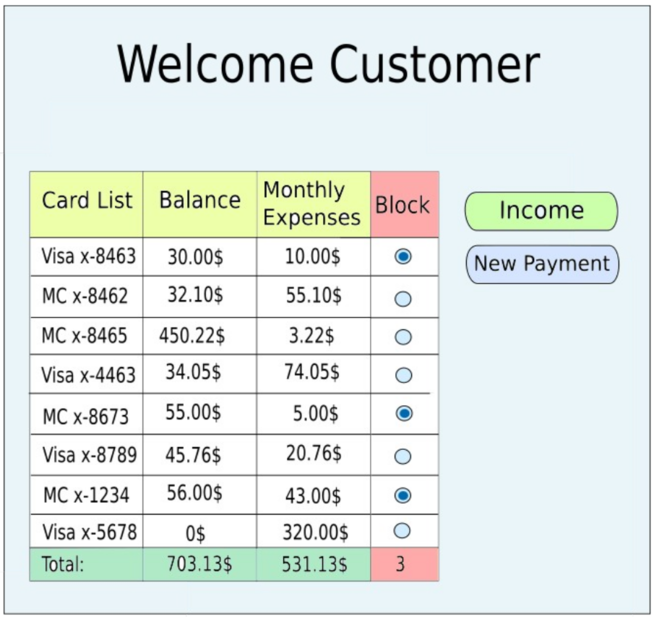 Welcome Customer
Card List Balance Monthly Expenses Block
Visa x-8463 30.00$ 10.00$
MC x-8462 32.10$ 55.10$
MC x-8465 450.22$ 3.22$
Visa x-4463 34.05$ 74.05$
MC x-8673 55.00$ 5.00$
Visa x-8789 45.76$ 20.76$
MC x-1234 56.00$ 43.00$
Visa x-5678 0$ 320.00$
Total: 703.13$ 531.13$ 3
Income
New Payment